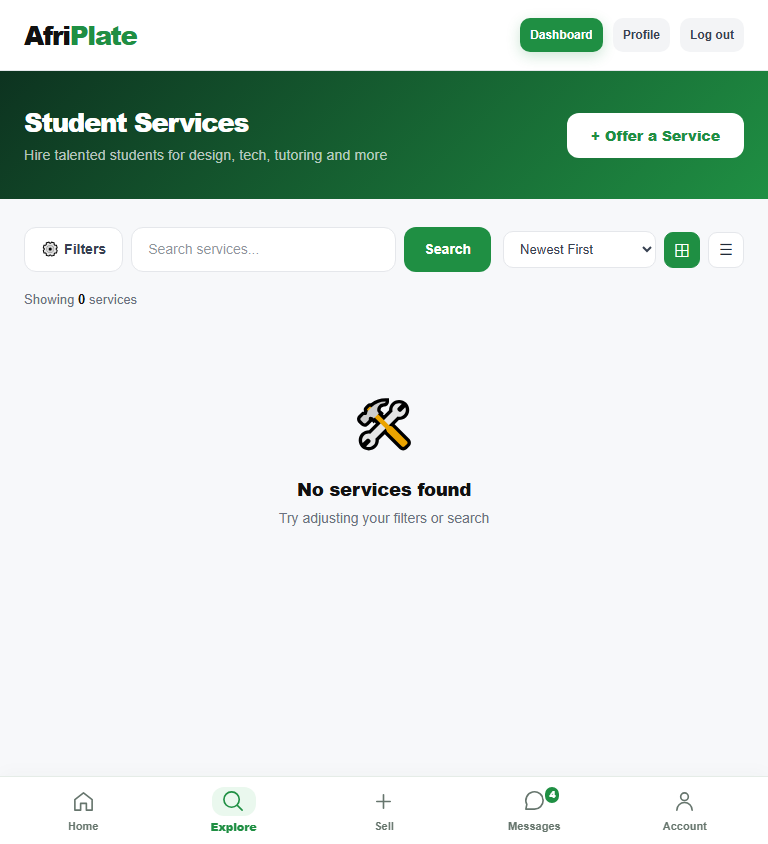 AfriPlate
Dashboard
Profile
Log out
Student Services
Hire talented students for design, tech, tutoring and more
+ Offer a Service
Filters
Search services...
Search
Newest First
Showing 0 services
No services found
Try adjusting your filters or search
Home
Explore
Sell
4
Messages
Account